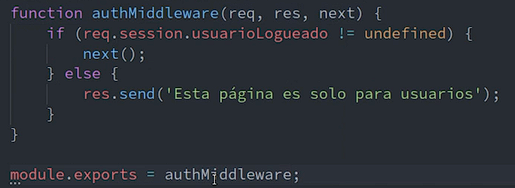 function authMiddleware(req, res, next) {
    if (req.session.usuarioLogueado != undefined) {
        next();
    } else {
        res.send('Esta página es solo para usuarios');
    }
}

module.exports = authMiddleware;